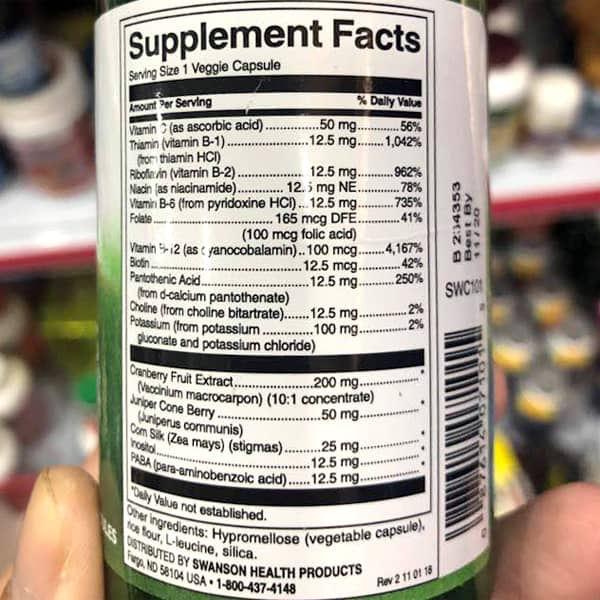 Supplement Facts
Serving Size 1 Veggie Capsule
Amount Per Serving % Daily Value
Vitamin C (as ascorbic acid)...............50 mg..........56%
Thiamin (vitamin B-1).....................12.5 mg.......1,042%
(from thiamin HCl)
Riboflavin (vitamin B-2)...................12.5 mg..........962%
Niacin (as niacinamide)................12.5 mg NE..........78%
Vitamin B-6 (from pyridoxine HCl)...12.5 mg..........735%
Folate...............................165 mcg DFE..........41%
(100 mcg folic acid)
Vitamin B-12 (as cyanocobalamin)..100 mcg.......4,167%
Biotin......................................12.5 mcg..........42%
Pantothenic Acid............................12.5 mg..........250%
(from d-calcium pantothenate)
Choline (from choline bitartrate).......12.5 mg..........2%
Potassium (from potassium..............100 mg..........2%
gluconate and potassium chloride)
Cranberry Fruit Extract.....................200 mg...............*
(Vaccinium macrocarpon) (10:1 concentrate)
Juniper Cone Berry..........................50 mg...............*
(Juniperus communis)
Corn Silk (Zea mays) (stigmas)..........25 mg...............*
Inositol.....................................12.5 mg...............*
PABA (para-aminobenzoic acid).....12.5 mg...............*
*Daily Value not established.
Other ingredients: Hypromellose (vegetable capsule),
rice flour, L-leucine, silica.
DISTRIBUTED BY SWANSON HEALTH PRODUCTS
Fargo, ND 58104 USA • 1-800-437-4148
Rev 2 11 01 18
Best By
11/20
SWC101